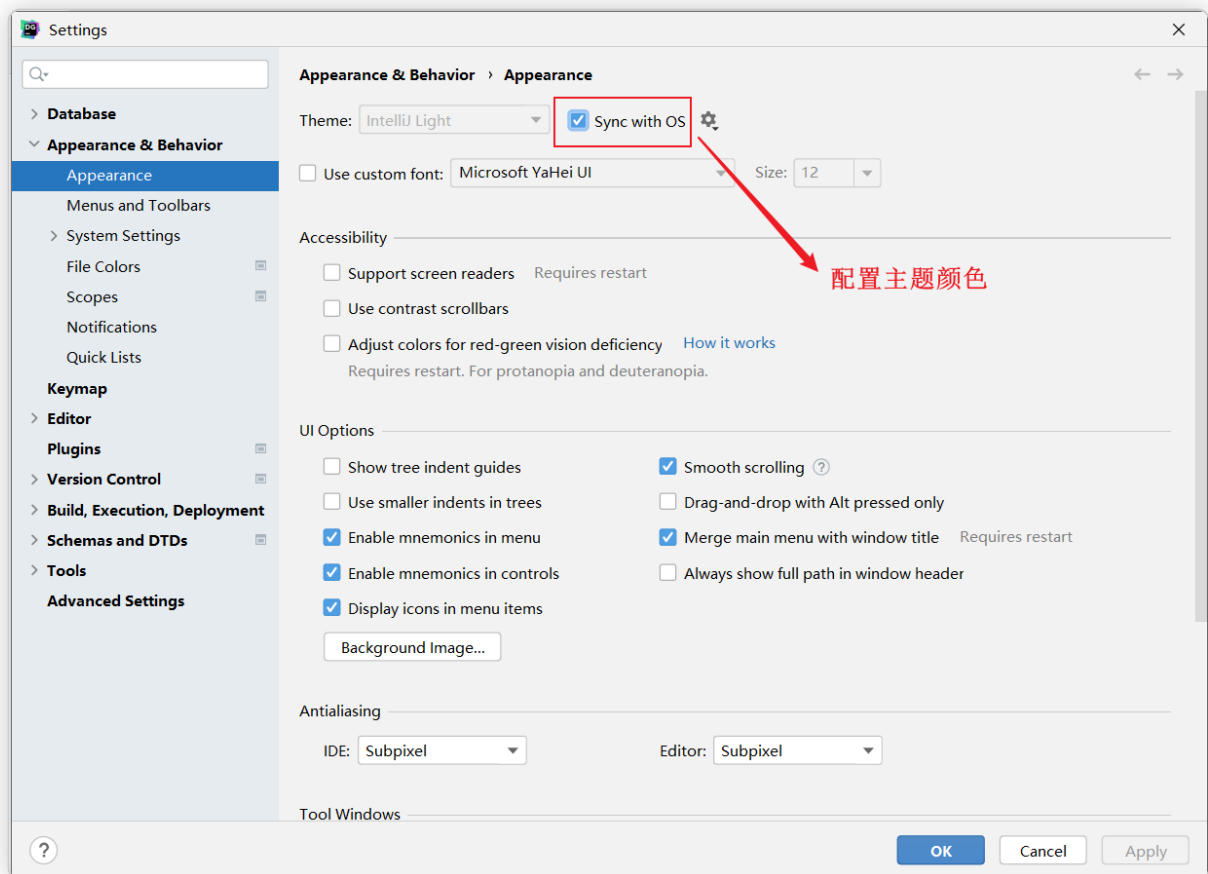 DG
Settings
Appearance & Behavior › Appearance
Theme: IntelliJ Light Sync with OS
Use custom font: Microsoft YaHei UI Size: 12
Database
Appearance & Behavior
Appearance
Menus and Toolbars
System Settings
File Colors
Scopes
Notifications
Quick Lists
Keymap
Editor
Plugins
Version Control
Build, Execution, Deployment
Schemas and DTDs
Tools
Advanced Settings
Accessibility
Support screen readers Requires restart
配置主题颜色
Use contrast scrollbars
Adjust colors for red-green vision deficiency How it works
Requires restart. For protanopia and deuteranopia.
UI Options
Show tree indent guides Smooth scrolling ?
Use smaller indents in trees Drag-and-drop with Alt pressed only
Enable mnemonics in menu Merge main menu with window title Requires restart
Enable mnemonics in controls Always show full path in window header
Display icons in menu items
Background Image...
Antialiasing
IDE: Subpixel Editor: Subpixel
Tool Windows
? OK Cancel Apply